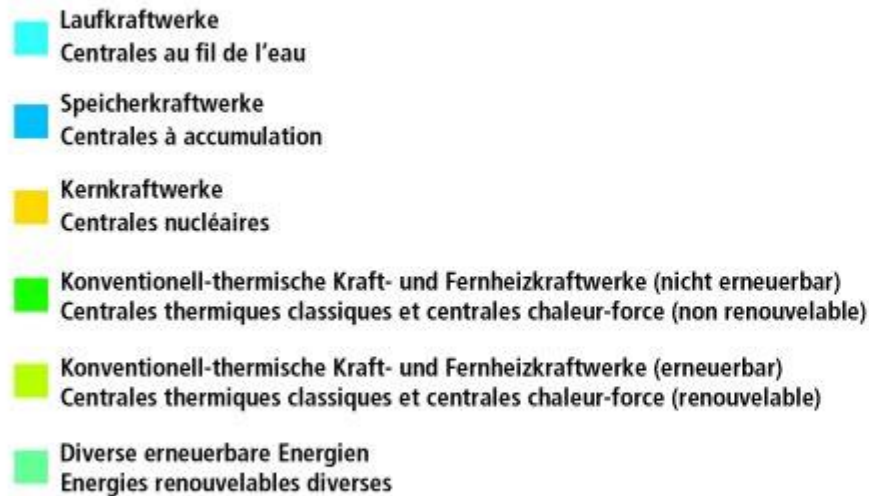 Laufkraftwerke
Centrales au fil de l’eau
Speicherkraftwerke
Centrales à accumulation
Kernkraftwerke
Centrales nucléaires
Konventionell-thermische Kraft- und Fernheizkraftwerke (nicht erneuerbar)
Centrales thermiques classiques et centrales chaleur-force (non renouvelable)
Konventionell-thermische Kraft- und Fernheizkraftwerke (erneuerbar)
Centrales thermiques classiques et centrales chaleur-force (renouvelable)
Diverse erneuerbare Energien
Energies renouvelables diverses